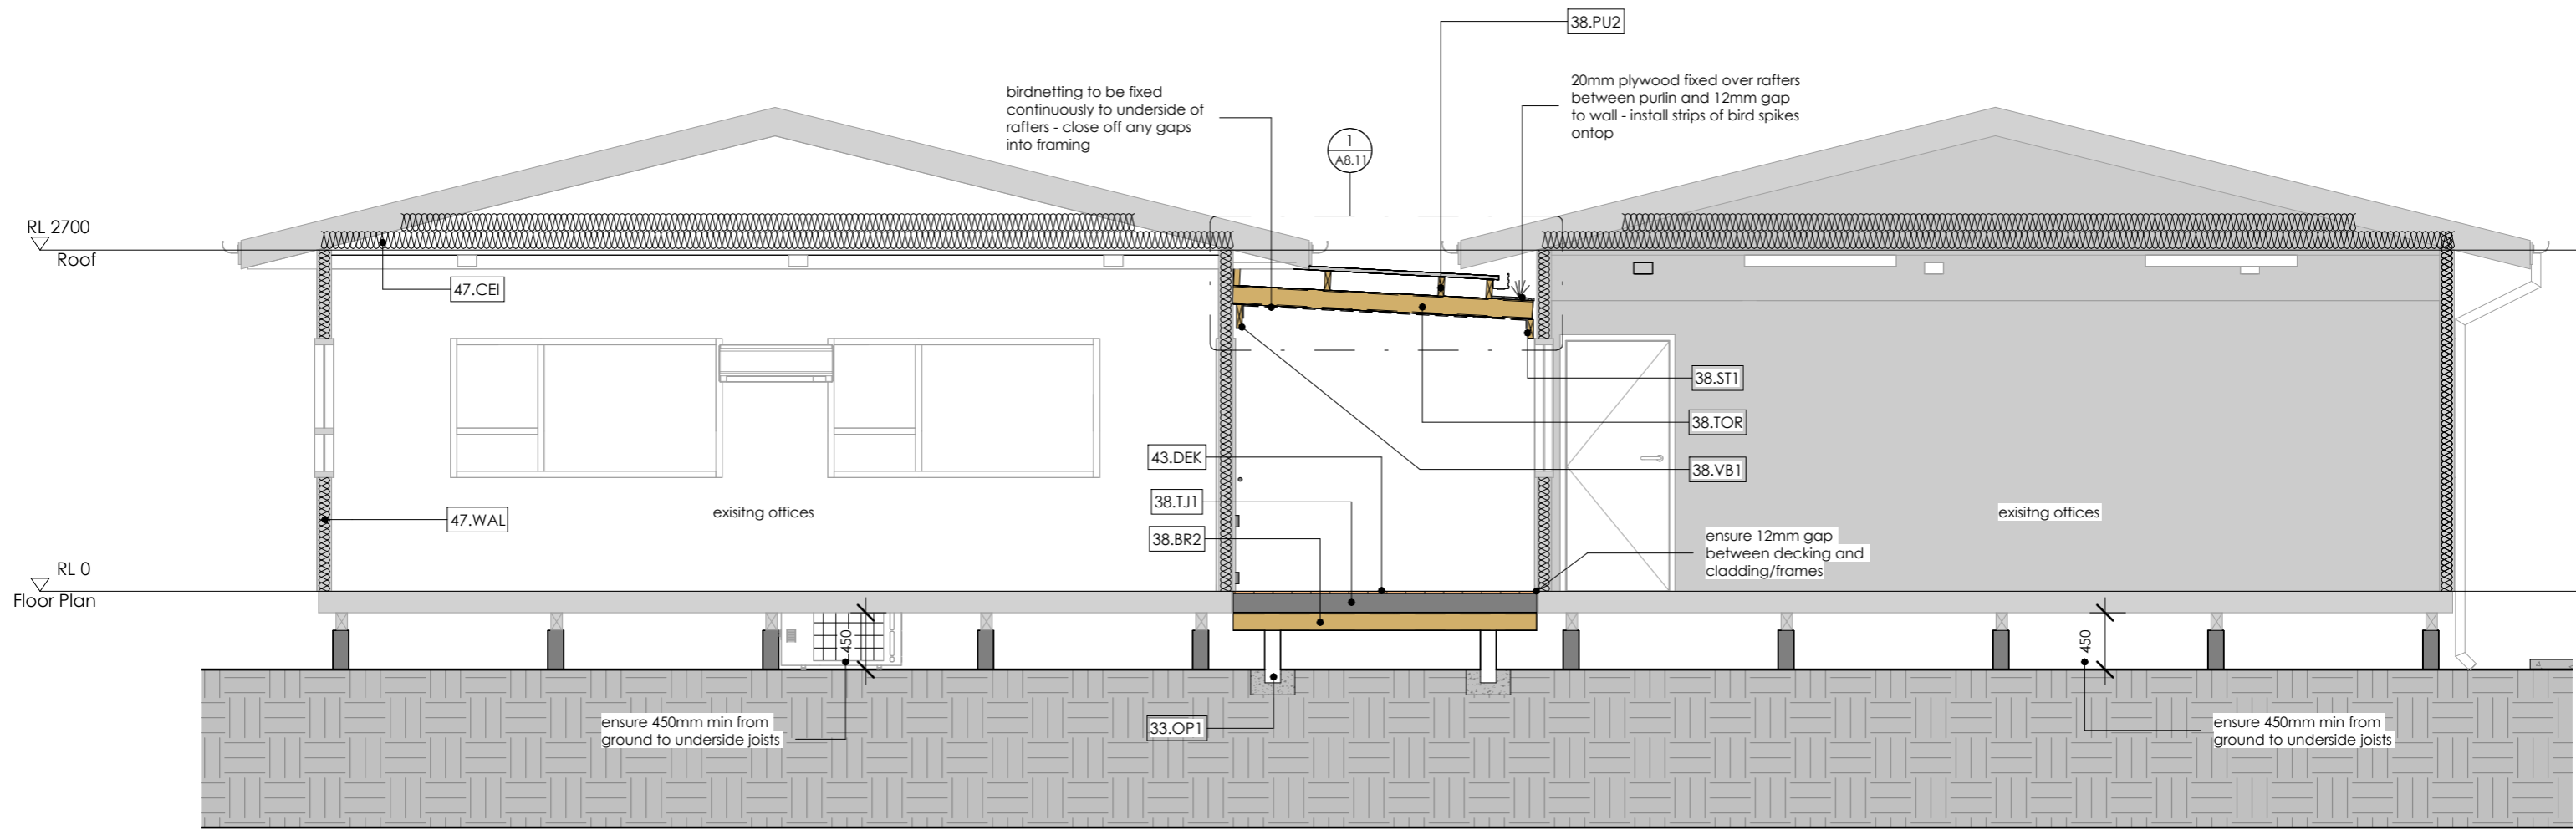 38.PU2
birdnetting to be fixed
continuously to underside of
rafters - close off any gaps
into framing
20mm plywood fixed over rafters
between purlin and 12mm gap
to wall - install strips of bird spikes
ontop
1
A8.11
RL 2700
Roof
47.CEI
38.ST1
38.TOR
43.DEK
38.VB1
38.TJ1
47.WAL
exisitng offices
exisitng offices
38.BR2
ensure 12mm gap
between decking and
cladding/frames
RL 0
Floor Plan
450
450
ensure 450mm min from
ground to underside joists
33.OP1
ensure 450mm min from
ground to underside joists